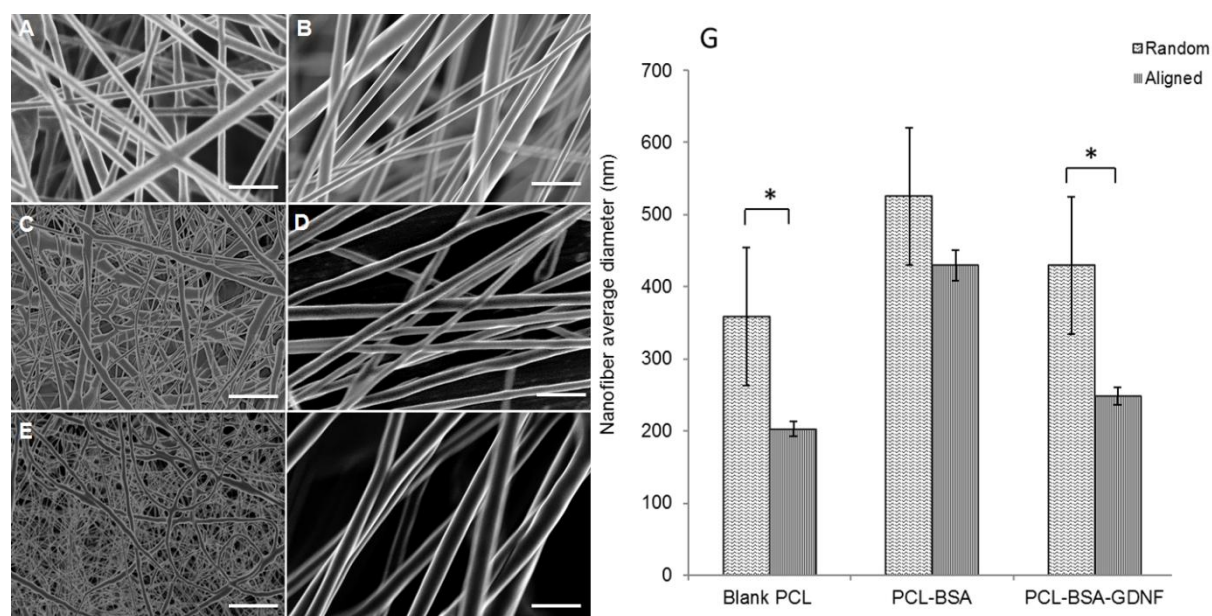 A
B
C
D
E
G
Random
Aligned
Nanofiber average diameter (nm)
700
600
500
400
300
200
100
0
*
*
Blank PCL
PCL-BSA
PCL-BSA-GDNF